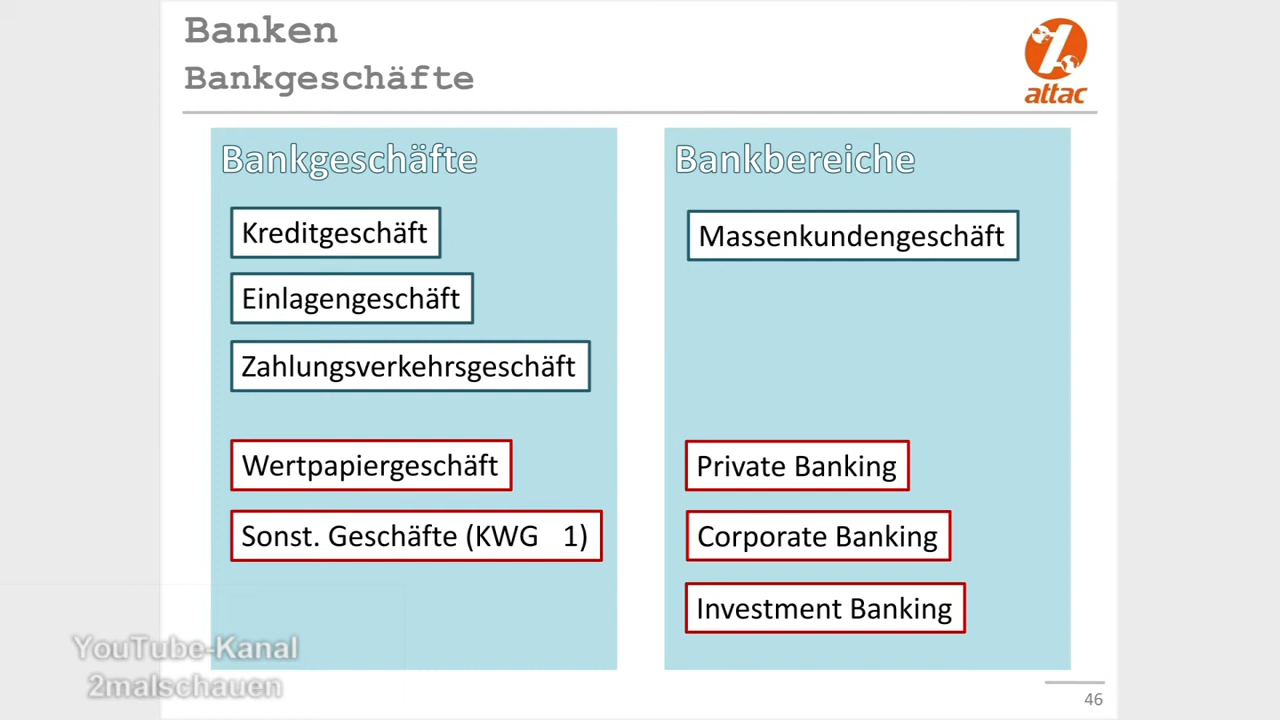 Banken
Bankgeschäfte
attac
Bankgeschäfte
Kreditgeschäft
Einlagengeschäft
Zahlungsverkehrsgeschäft
Wertpapiergeschäft
Sonst. Geschäfte (KWG 1)
Bankbereiche
Massenkundengeschäft
Private Banking
Corporate Banking
Investment Banking
YouTube-Kanal
2malschauen
46